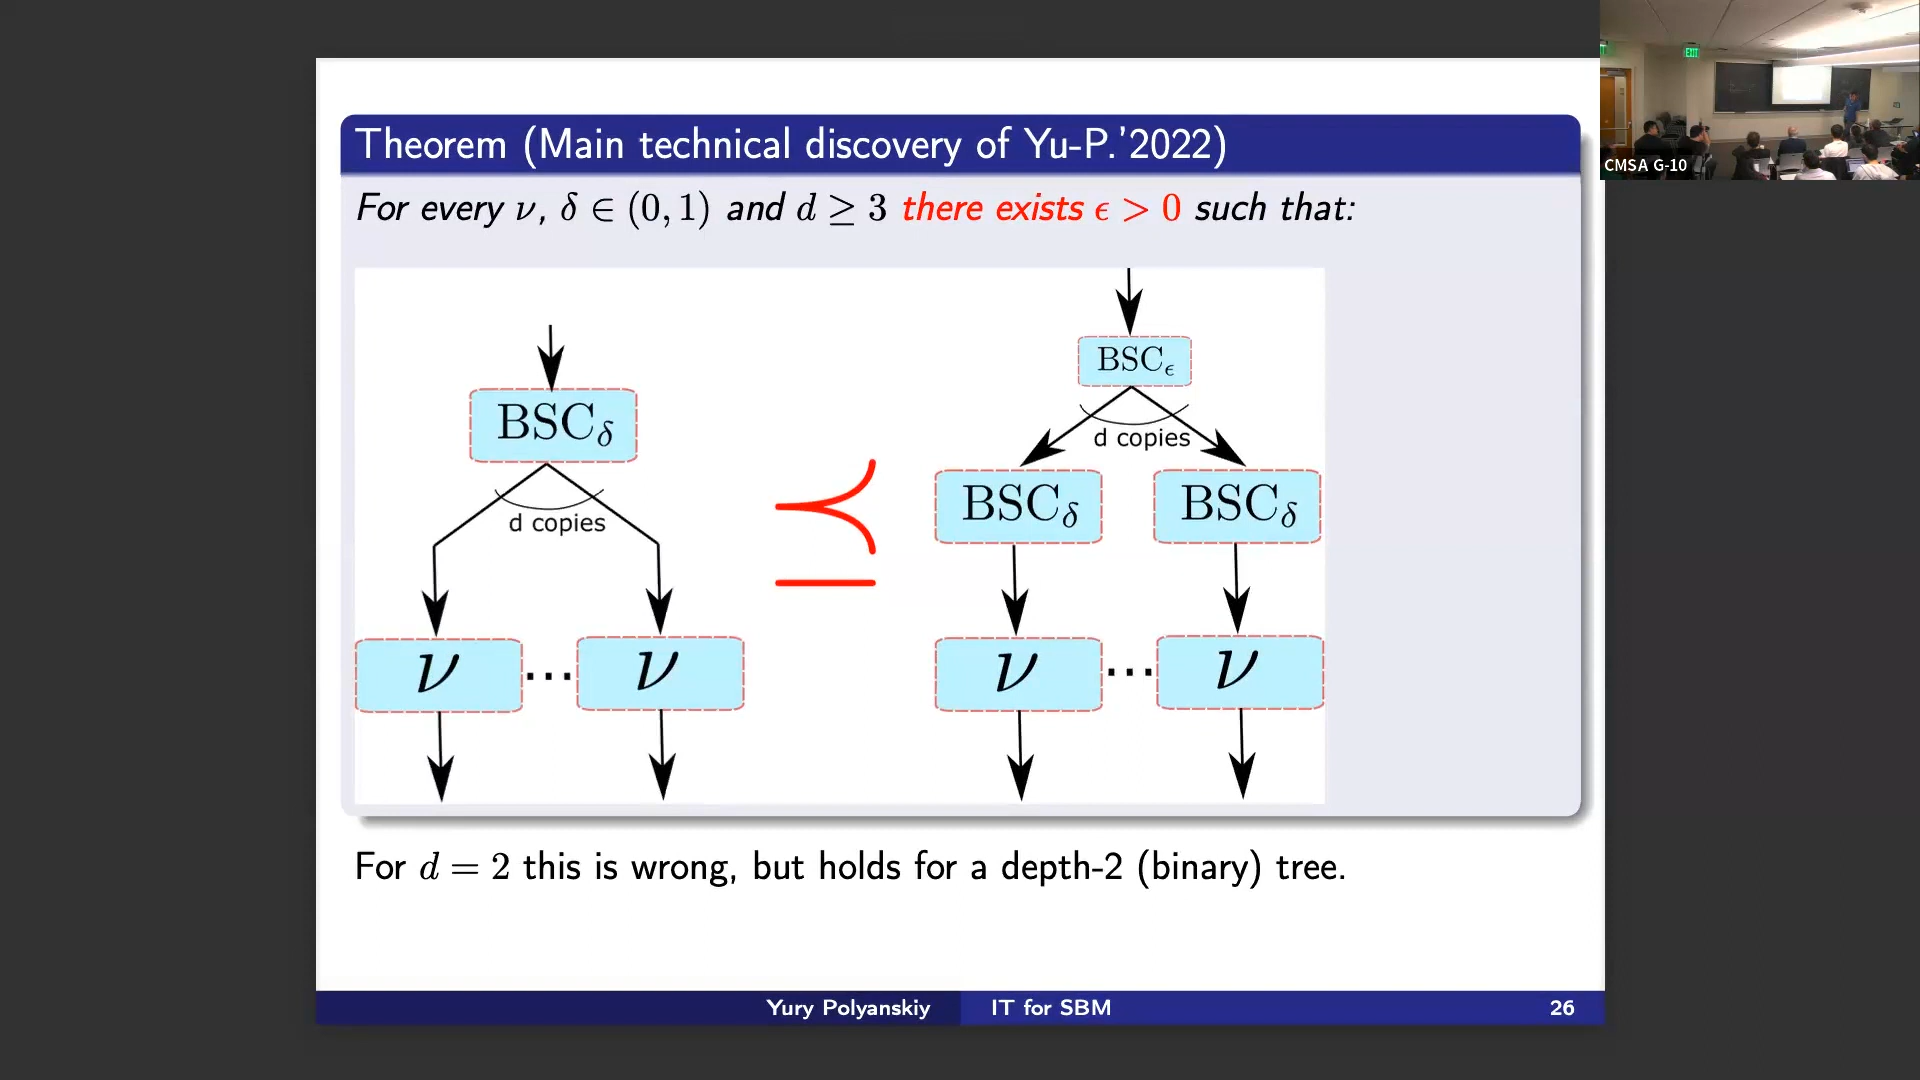 Theorem (Main technical discovery of Yu-P.'2022)
For every ν, δ ∈ (0, 1) and d ≥ 3 there exists ϵ > 0 such that:
BSCδ
d copies
ν
...
ν
⪯
BSCϵ
d copies
BSCδ
BSCδ
ν
...
ν
For d = 2 this is wrong, but holds for a depth-2 (binary) tree.
Yury Polyanskiy
IT for SBM
26
EXIT
CMSA G-10